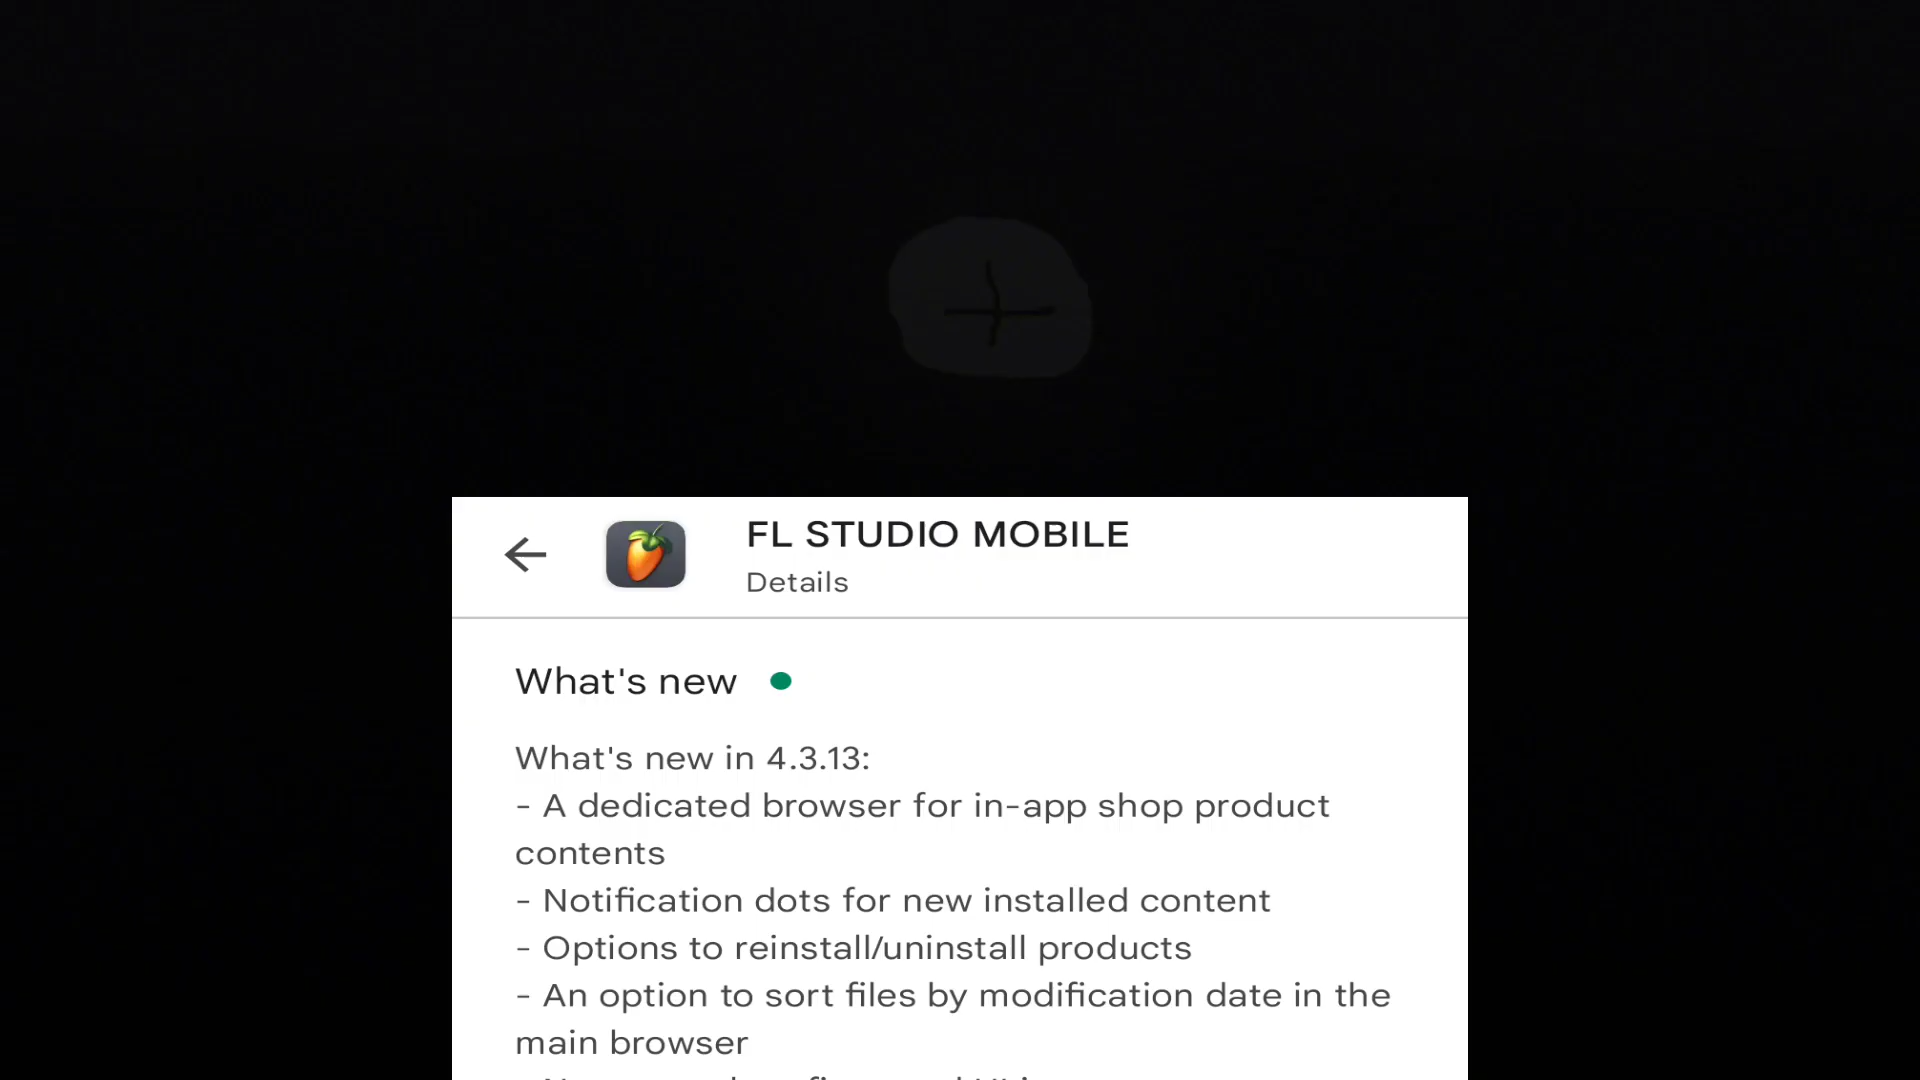 FL STUDIO MOBILE
Details
What's new
What's new in 4.3.13:
- A dedicated browser for in-app shop product
contents
- Notification dots for new installed content
- Options to reinstall/uninstall products
- An option to sort files by modification date in the
main browser